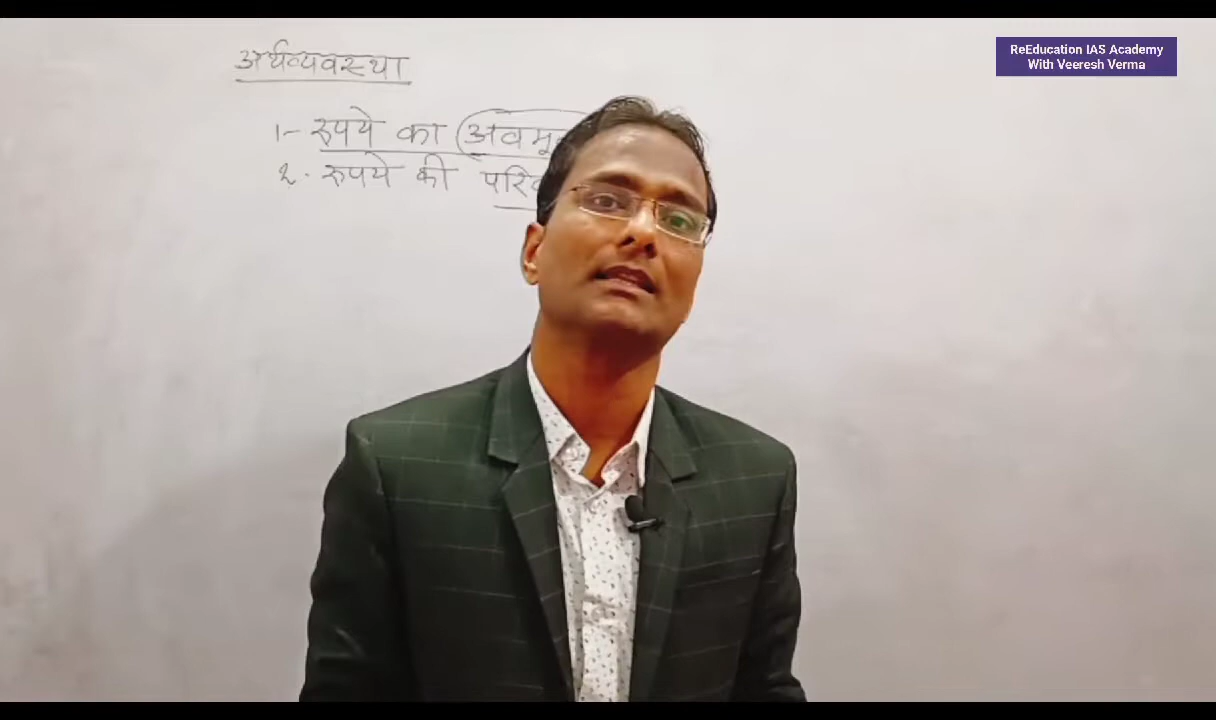 अर्थव्यवस्था
1- रूपये का
2. रूपये की
ReEducation IAS Academy
With Veeresh Verma